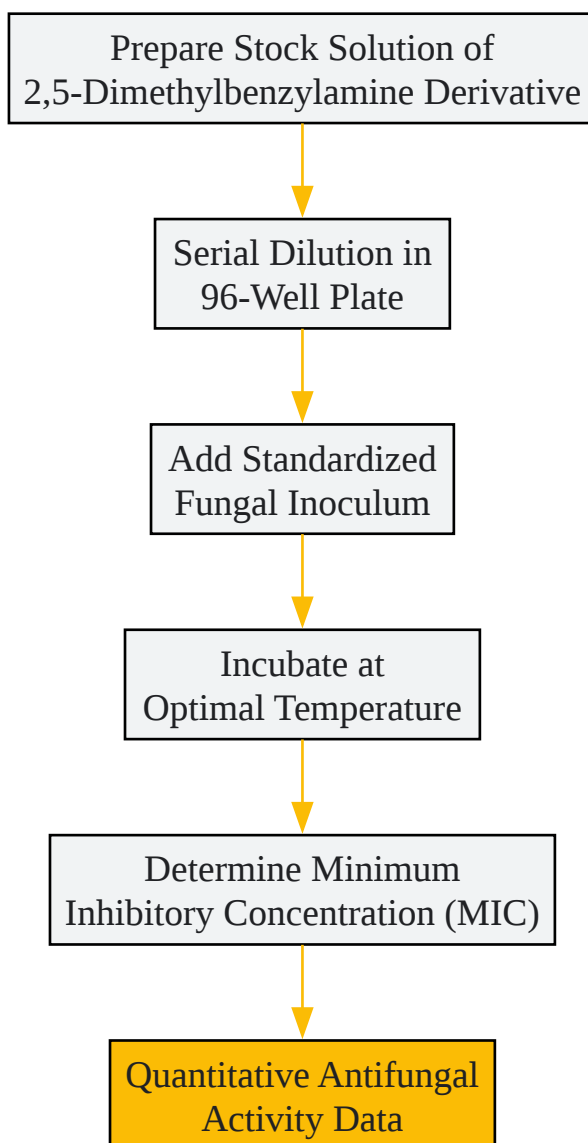 Prepare Stock Solution of
2,5-Dimethylbenzylamine Derivative
Serial Dilution in
96-Well Plate
Add Standardized
Fungal Inoculum
Incubate at
Optimal Temperature
Determine Minimum
Inhibitory Concentration (MIC)
Quantitative Antifungal
Activity Data